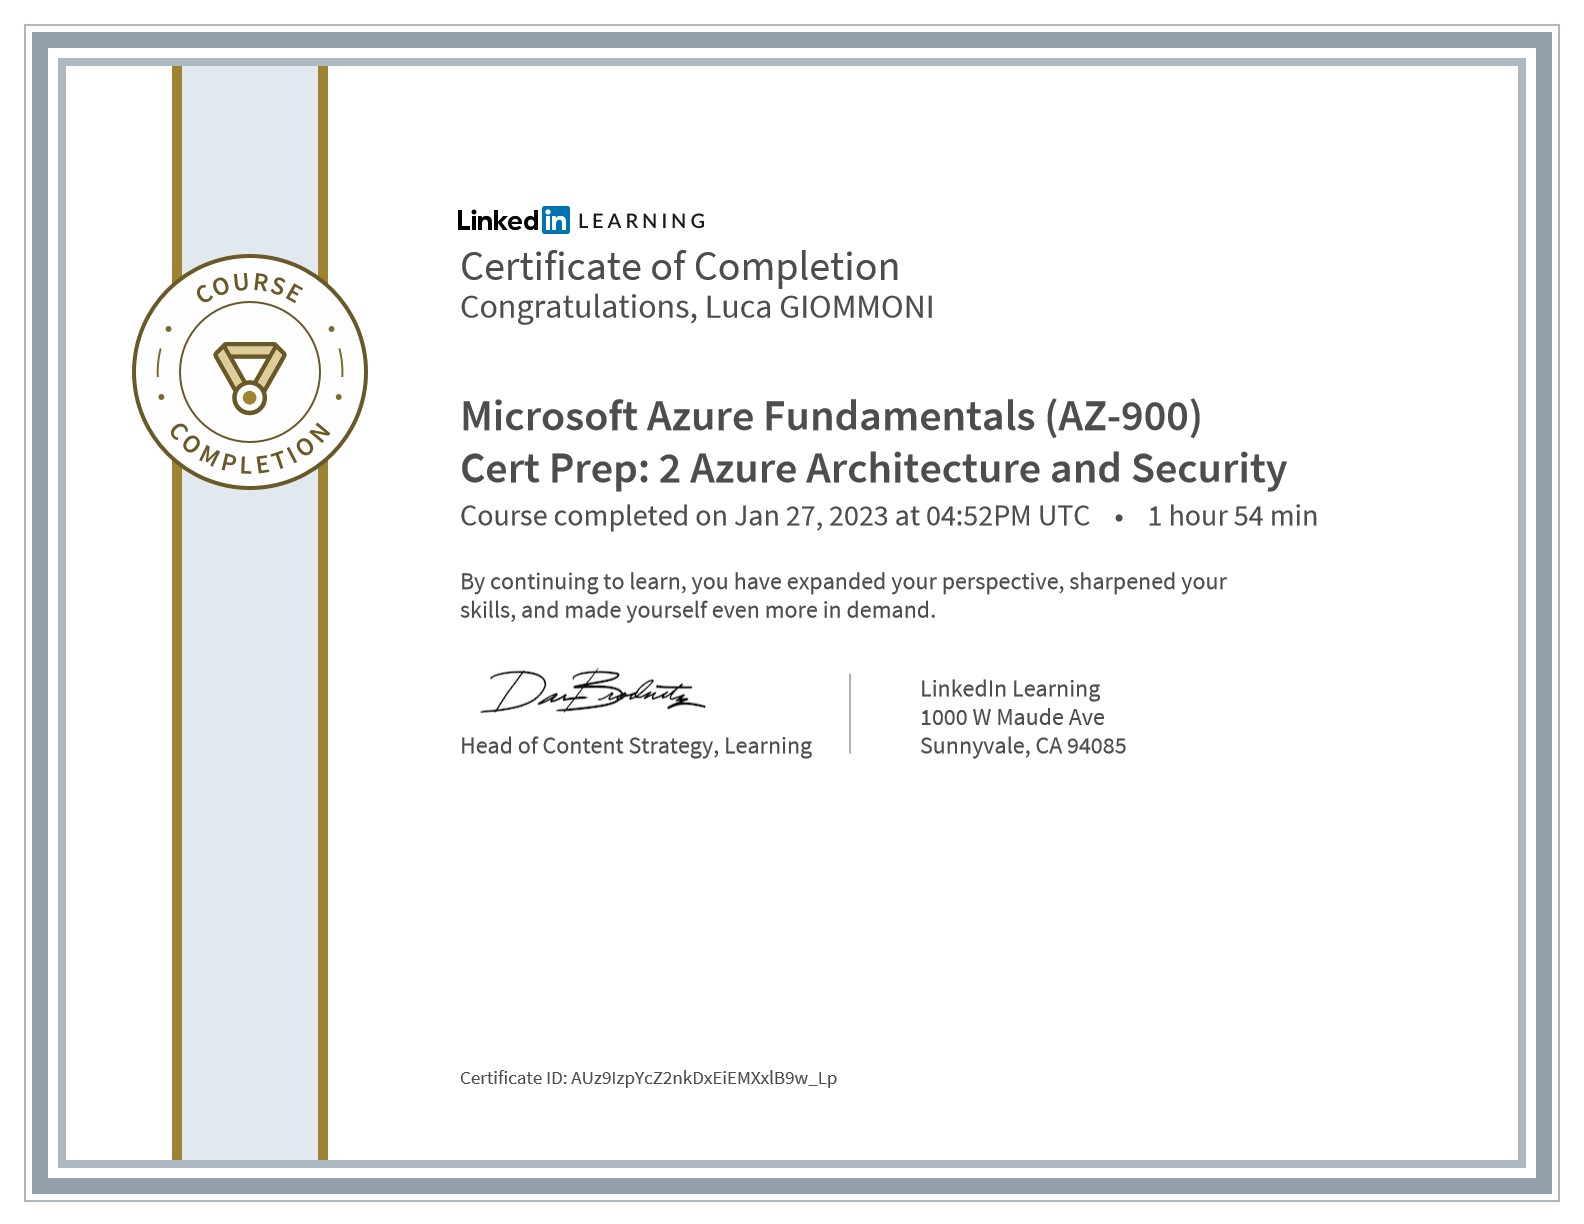 LinkedIn LEARNING
Certificate of Completion
Congratulations, Luca GIOMMONI
COURSE
COMPLETION
Microsoft Azure Fundamentals (AZ-900)
Cert Prep: 2 Azure Architecture and Security
Course completed on Jan 27, 2023 at 04:52PM UTC • 1 hour 54 min
By continuing to learn, you have expanded your perspective, sharpened your
skills, and made yourself even more in demand.
Dan Brodnitz
Head of Content Strategy, Learning
LinkedIn Learning
1000 W Maude Ave
Sunnyvale, CA 94085
Certificate ID: AUz9IzpYcZ2nkDxEiEMXxlB9w_Lp